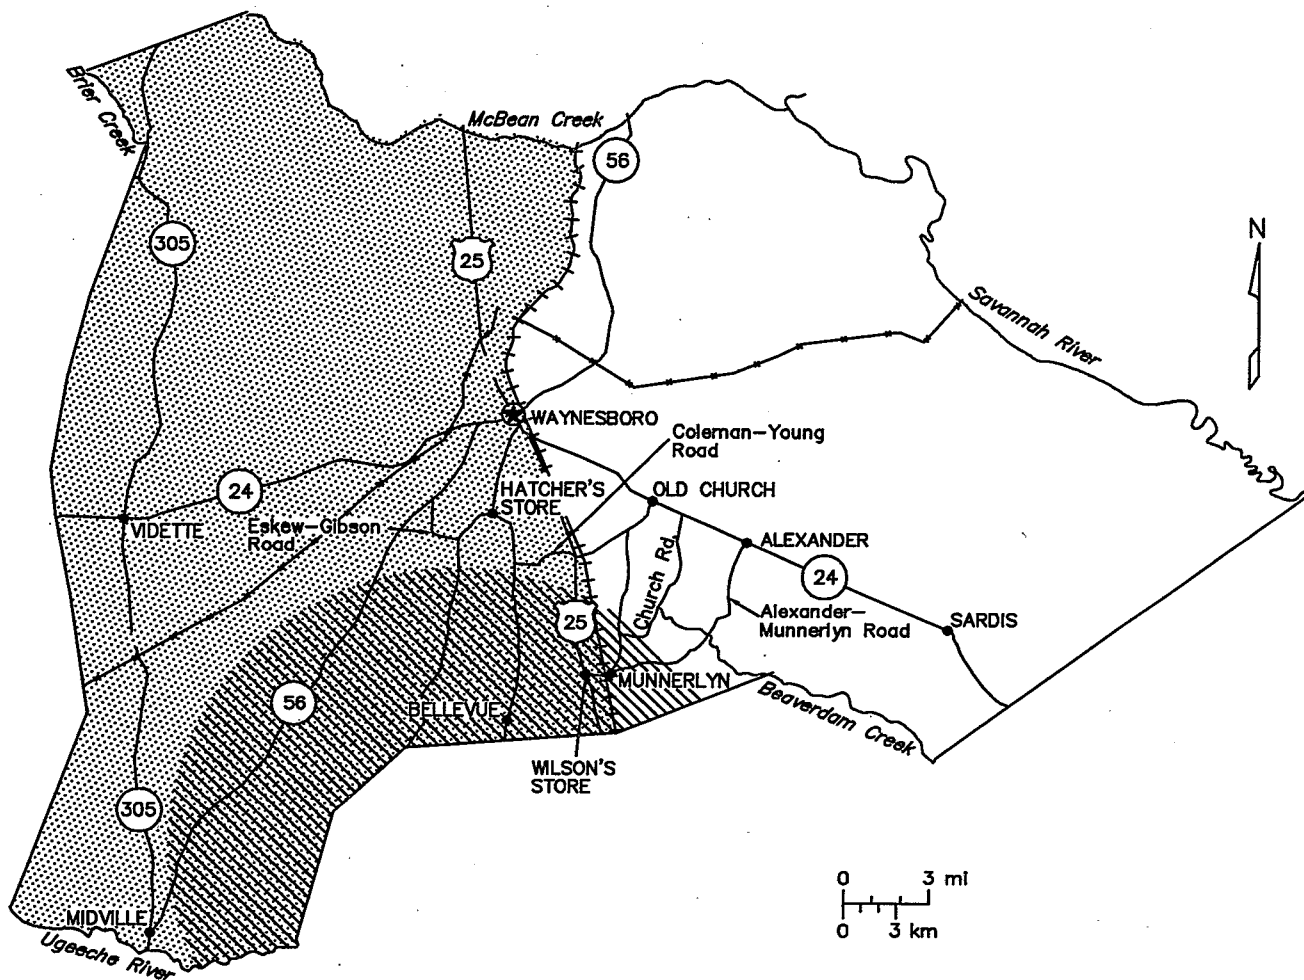 Brier Creek
McBean Creek
56
305
25
N
Savannah River
WAYNESBORO
Coleman–Young
Road
24
HATCHER'S
STORE
OLD CHURCH
VIDETTE
Eskew–Gibson
Road
ALEXANDER
Church Rd.
24
25
Alexander–
Munnerlyn Road
SARDIS
MUNNERLYN
56
BELLEVUE
Beaverdam Creek
WILSON'S
STORE
305
MIDVILLE
Ugeeche River
0 3 mi
0 3 km